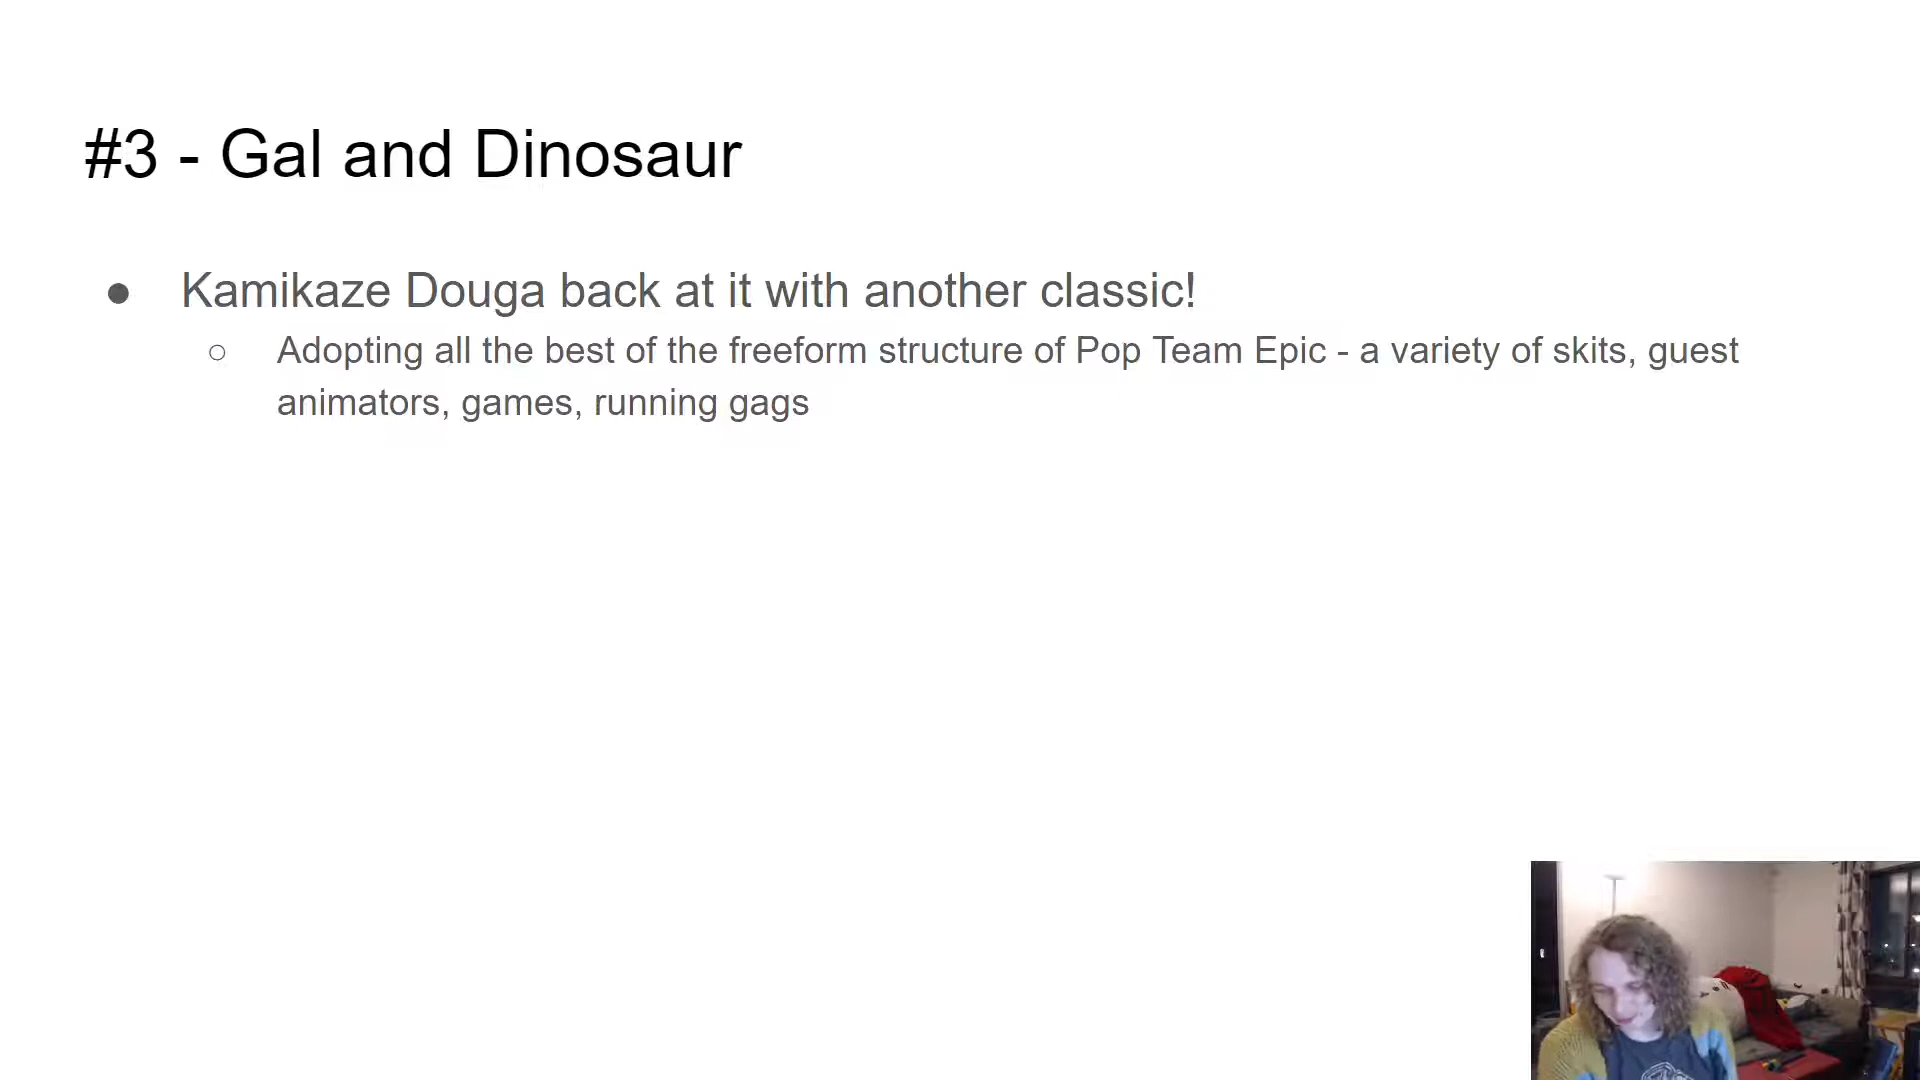 #3 - Gal and Dinosaur
● Kamikaze Douga back at it with another classic!
○ Adopting all the best of the freeform structure of Pop Team Epic - a variety of skits, guest
animators, games, running gags